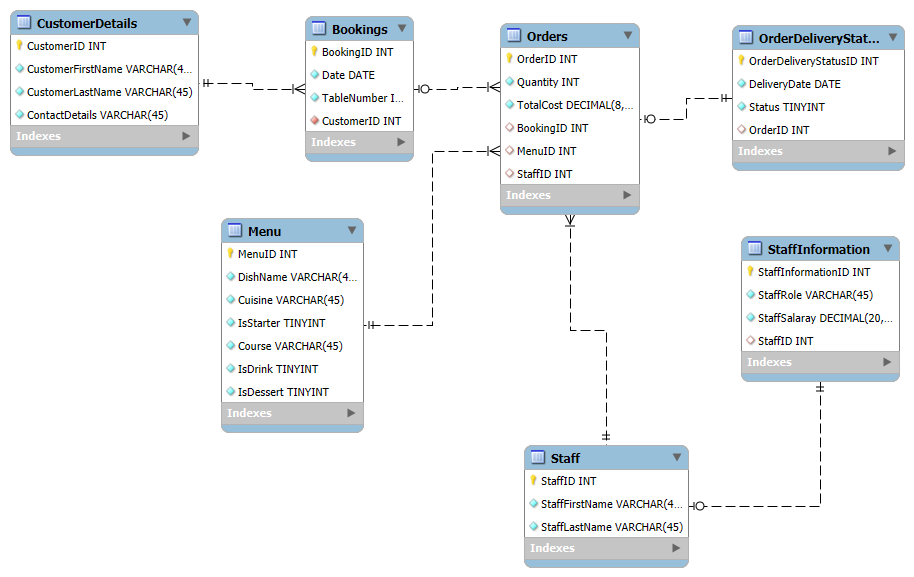 CustomerDetails
CustomerID INT
CustomerFirstName VARCHAR(4...
CustomerLastName VARCHAR(45)
ContactDetails VARCHAR(45)
Indexes
Bookings
BookingID INT
Date DATE
TableNumber I...
CustomerID INT
Indexes
Orders
OrderID INT
Quantity INT
TotalCost DECIMAL(8,...
BookingID INT
MenuID INT
StaffID INT
Indexes
OrderDeliveryStat...
OrderDeliveryStatusID INT
DeliveryDate DATE
Status TINYINT
OrderID INT
Indexes
Menu
MenuID INT
DishName VARCHAR(4...
Cuisine VARCHAR(45)
IsStarter TINYINT
Course VARCHAR(45)
IsDrink TINYINT
IsDessert TINYINT
Indexes
StaffInformation
StaffInformationID INT
StaffRole VARCHAR(45)
StaffSalaray DECIMAL(20,...
StaffID INT
Indexes
Staff
StaffID INT
StaffFirstName VARCHAR(4...
StaffLastName VARCHAR(45)
Indexes